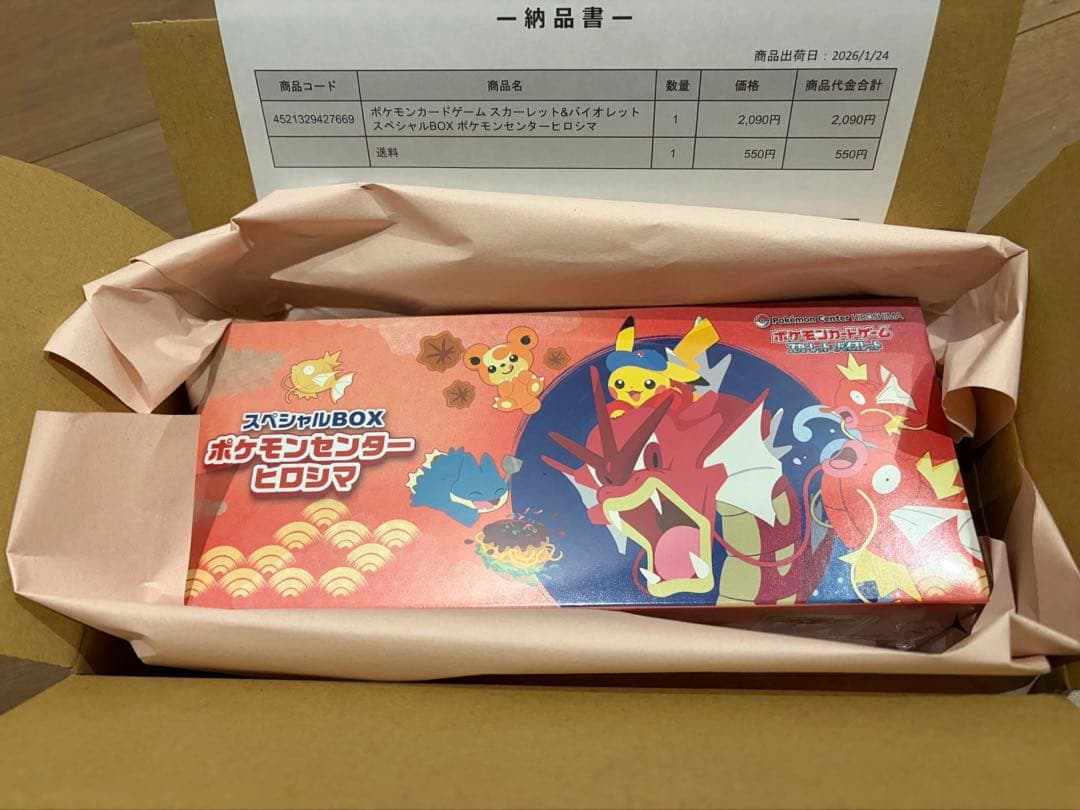 ー納品書ー
商品出荷日：2026/1/24
商品コード 商品名 数量 価格 商品代金合計
4521329427669 ポケモンカードゲーム スカーレット&バイオレット
スペシャルBOX ポケモンセンターヒロシマ 1 2,090円 2,090円
送料 1 550円 550円
Pokémon Center HIROSHIMA
ポケモンカードゲーム
スカーレット&バイオレット
スペシャルBOX
ポケモンセンター
ヒロシマ